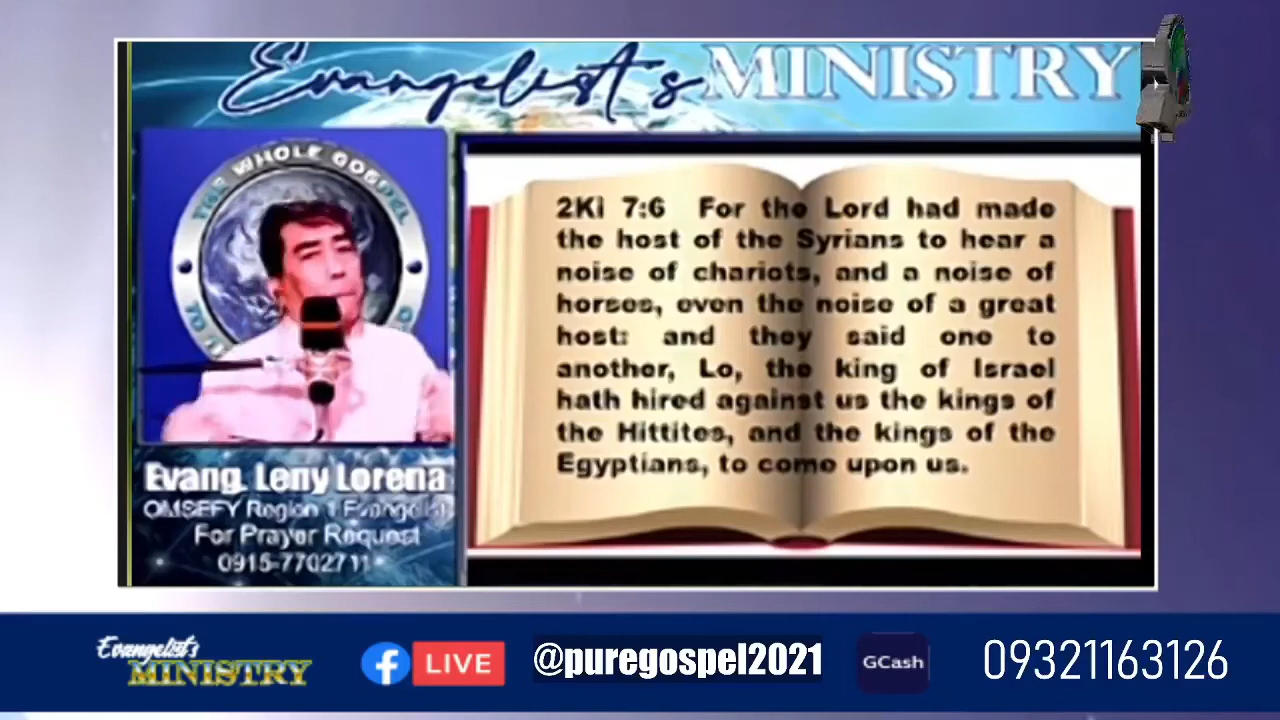 Evangelist's MINISTRY
THE WHOLE GOSPEL
TO
2Ki 7:6 For the Lord had made
the host of the Syrians to hear a
noise of chariots, and a noise of
horses, even the noise of a great
host: and they said one to
another, Lo, the king of Israel
hath hired against us the kings of
the Hittites, and the kings of the
Egyptians, to come upon us.
Evang. Leny Lorena
OMSEFY Region 1 Evangelist
For Prayer Request
0915-7702711
Evangelist's
MINISTRY
LIVE
@puregospel2021
GCash
09321163126